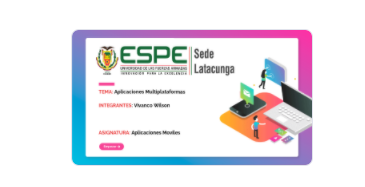 ESPE
UNIVERSIDAD DE LAS FUERZAS ARMADAS
INNOVACIÓN PARA LA EXCELENCIA
Sede
Latacunga
TEMA: Aplicaciones Multiplataformas
INTEGRANTES: Vivanco Wilson
ASIGNATURA: Aplicaciones Moviles